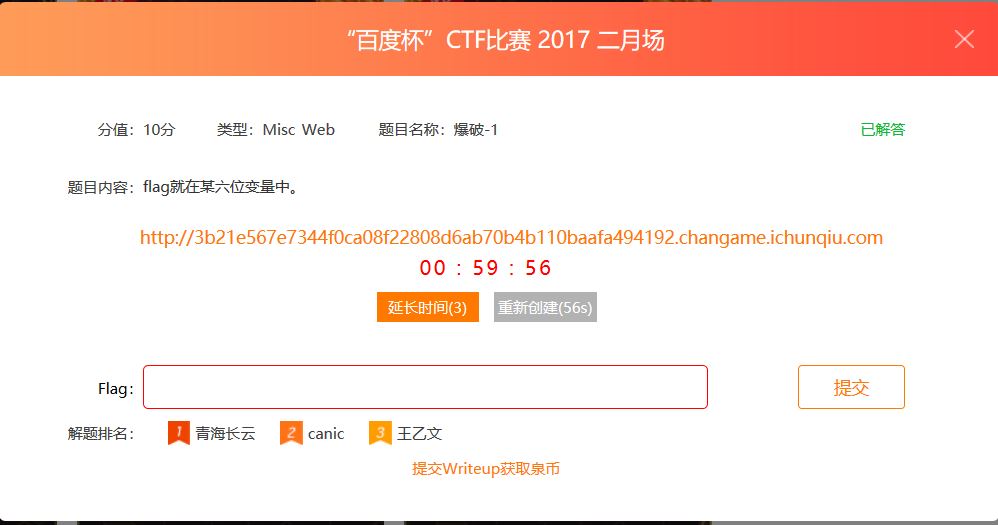 “百度杯”CTF比赛 2017 二月场
分值：10分 类型：Misc Web 题目名称：爆破-1 已解答
题目内容：flag就在某六位变量中。
http://3b21e567e7344f0ca08f22808d6ab70b4b110baafa494192.changame.ichunqiu.com
00 : 59 : 56
延长时间(3) 重新创建(56s)
Flag： 提交
解题排名： 1 青海长云 2 canic 3 王乙文
提交Writeup获取泉币